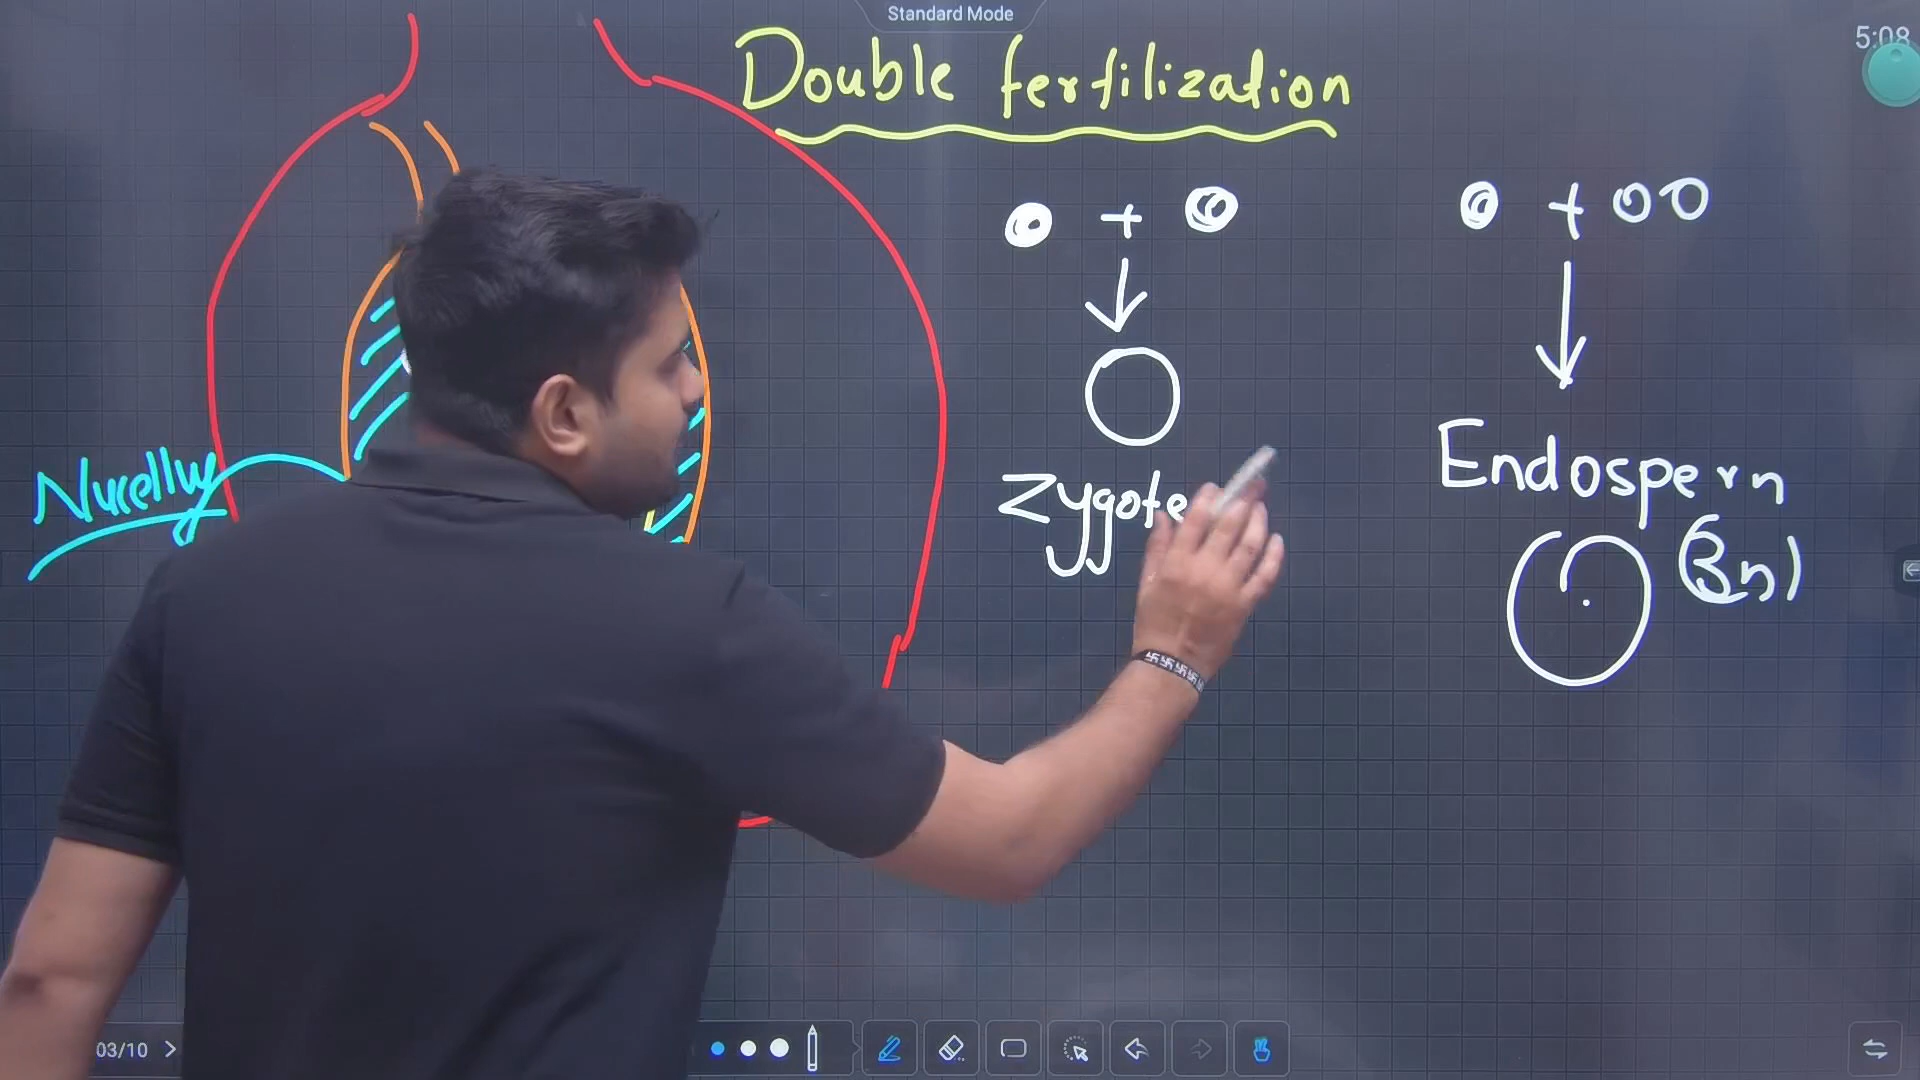 Standard Mode
5:08
Double fertilization
+
+
Zygote
Endosperm
(3n)
Nucellus
03/10